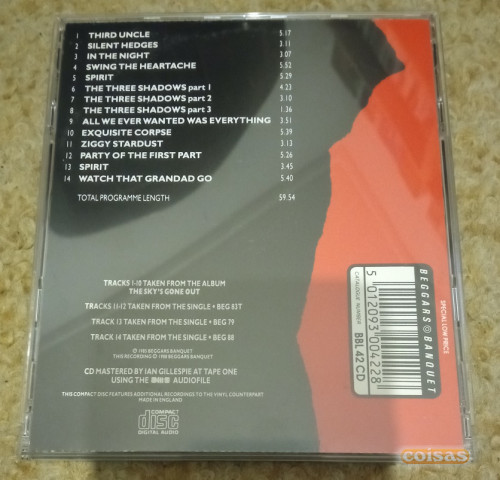 1 THIRD UNCLE 5.17
2 SILENT HEDGES 3.11
3 IN THE NIGHT 3.07
4 SWING THE HEARTACHE 5.52
5 SPIRIT 5.29
6 THE THREE SHADOWS part 1 4.23
7 THE THREE SHADOWS part 2 3.10
8 THE THREE SHADOWS part 3 1.36
9 ALL WE EVER WANTED WAS EVERYTHING 3.51
10 EXQUISITE CORPSE 5.39
11 ZIGGY STARDUST 3.13
12 PARTY OF THE FIRST PART 5.26
13 SPIRIT 3.45
14 WATCH THAT GRANDAD GO 5.40
TOTAL PROGRAMME LENGTH 59.54
TRACKS 1-10 TAKEN FROM THE ALBUM
THE SKY'S GONE OUT
TRACKS 11-12 TAKEN FROM THE SINGLE • BEG 83T
TRACK 13 TAKEN FROM THE SINGLE • BEG 79
TRACK 14 TAKEN FROM THE SINGLE • BEG 88
BEGGARS BANQUET
THIS RECORDING © 1988 BEGGARS BANQUET
CD MASTERED BY IAN GILLESPIE AT TAPE ONE
USING THE AUDIOFILE
THIS COMPACT DISC FEATURES ADDITIONAL RECORDINGS TO THE VINYL COUNTERPART
MADE IN ENGLAND
COMPACT
disc
DIGITAL AUDIO
SPECIAL LOW PRICE
BEGGARS BANQUET
5 012093 004228
CATALOGUE NUMBER
BBL 42 CD
coisas